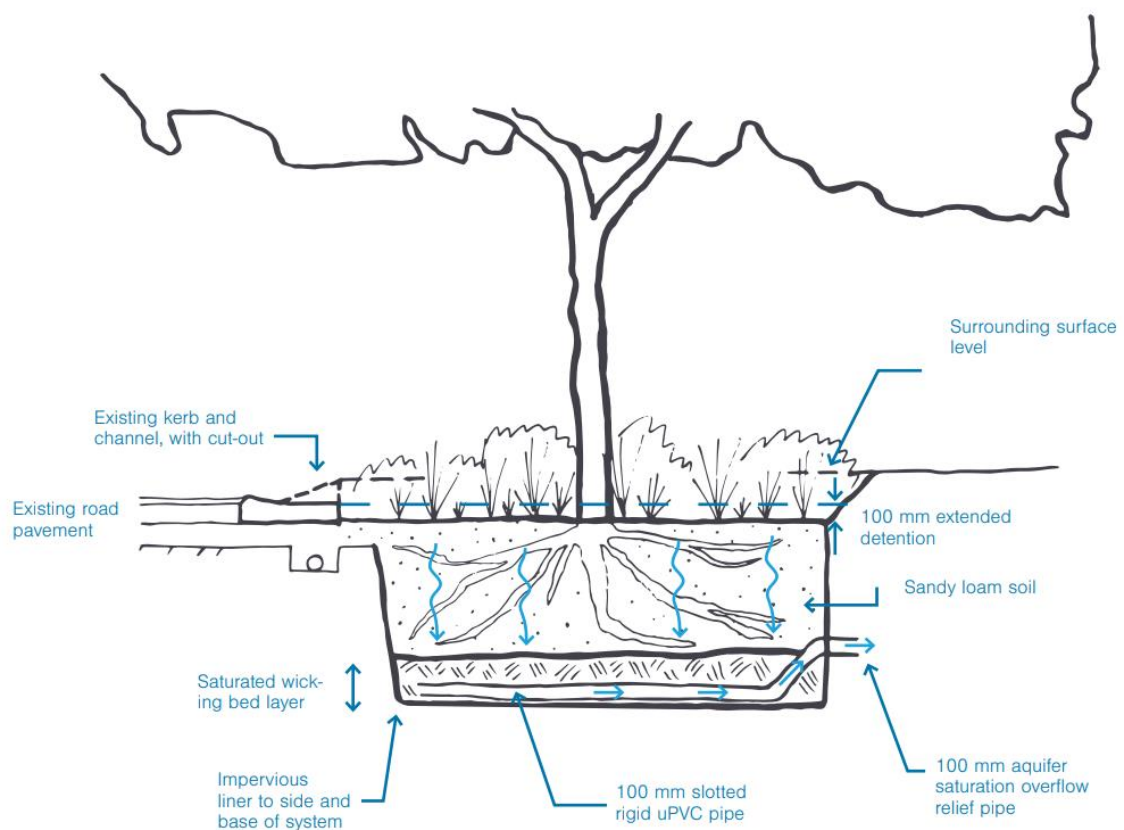 Surrounding surface
level
Existing kerb and
channel, with cut-out
Existing road
pavement
100 mm extended
detention
Sandy loam soil
Saturated wick-
ing bed layer
Impervious
liner to side and
base of system
100 mm slotted
rigid uPVC pipe
100 mm aquifer
saturation overflow
relief pipe